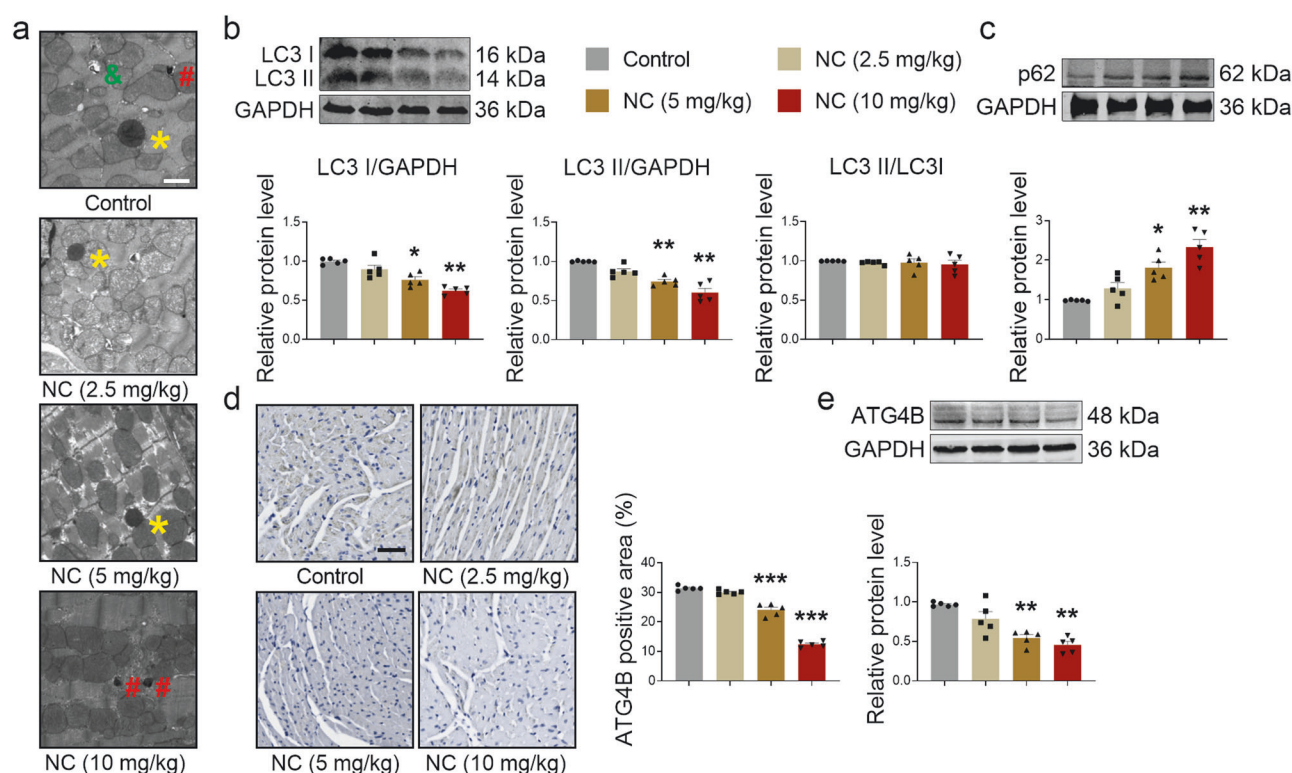 a
&
#
*
Control
*
NC (2.5 mg/kg)
*
NC (5 mg/kg)
# #
NC (10 mg/kg)
b
LC3 I 16 kDa
LC3 II 14 kDa
GAPDH 36 kDa
Control
NC (2.5 mg/kg)
NC (5 mg/kg)
NC (10 mg/kg)
LC3 I/GAPDH
Relative protein level
1.5
1.0
0.5
0.0
*
**
LC3 II/GAPDH
Relative protein level
1.5
1.0
0.5
0.0
**
**
LC3 II/LC3I
Relative protein level
1.5
1.0
0.5
0.0
c
p62 62 kDa
GAPDH 36 kDa
Relative protein level
3
2
1
0
*
**
d
Control
NC (2.5 mg/kg)
NC (5 mg/kg)
NC (10 mg/kg)
ATG4B positive area (%)
40
30
20
10
0
***
***
e
ATG4B 48 kDa
GAPDH 36 kDa
Relative protein level
1.5
1.0
0.5
0.0
**
**